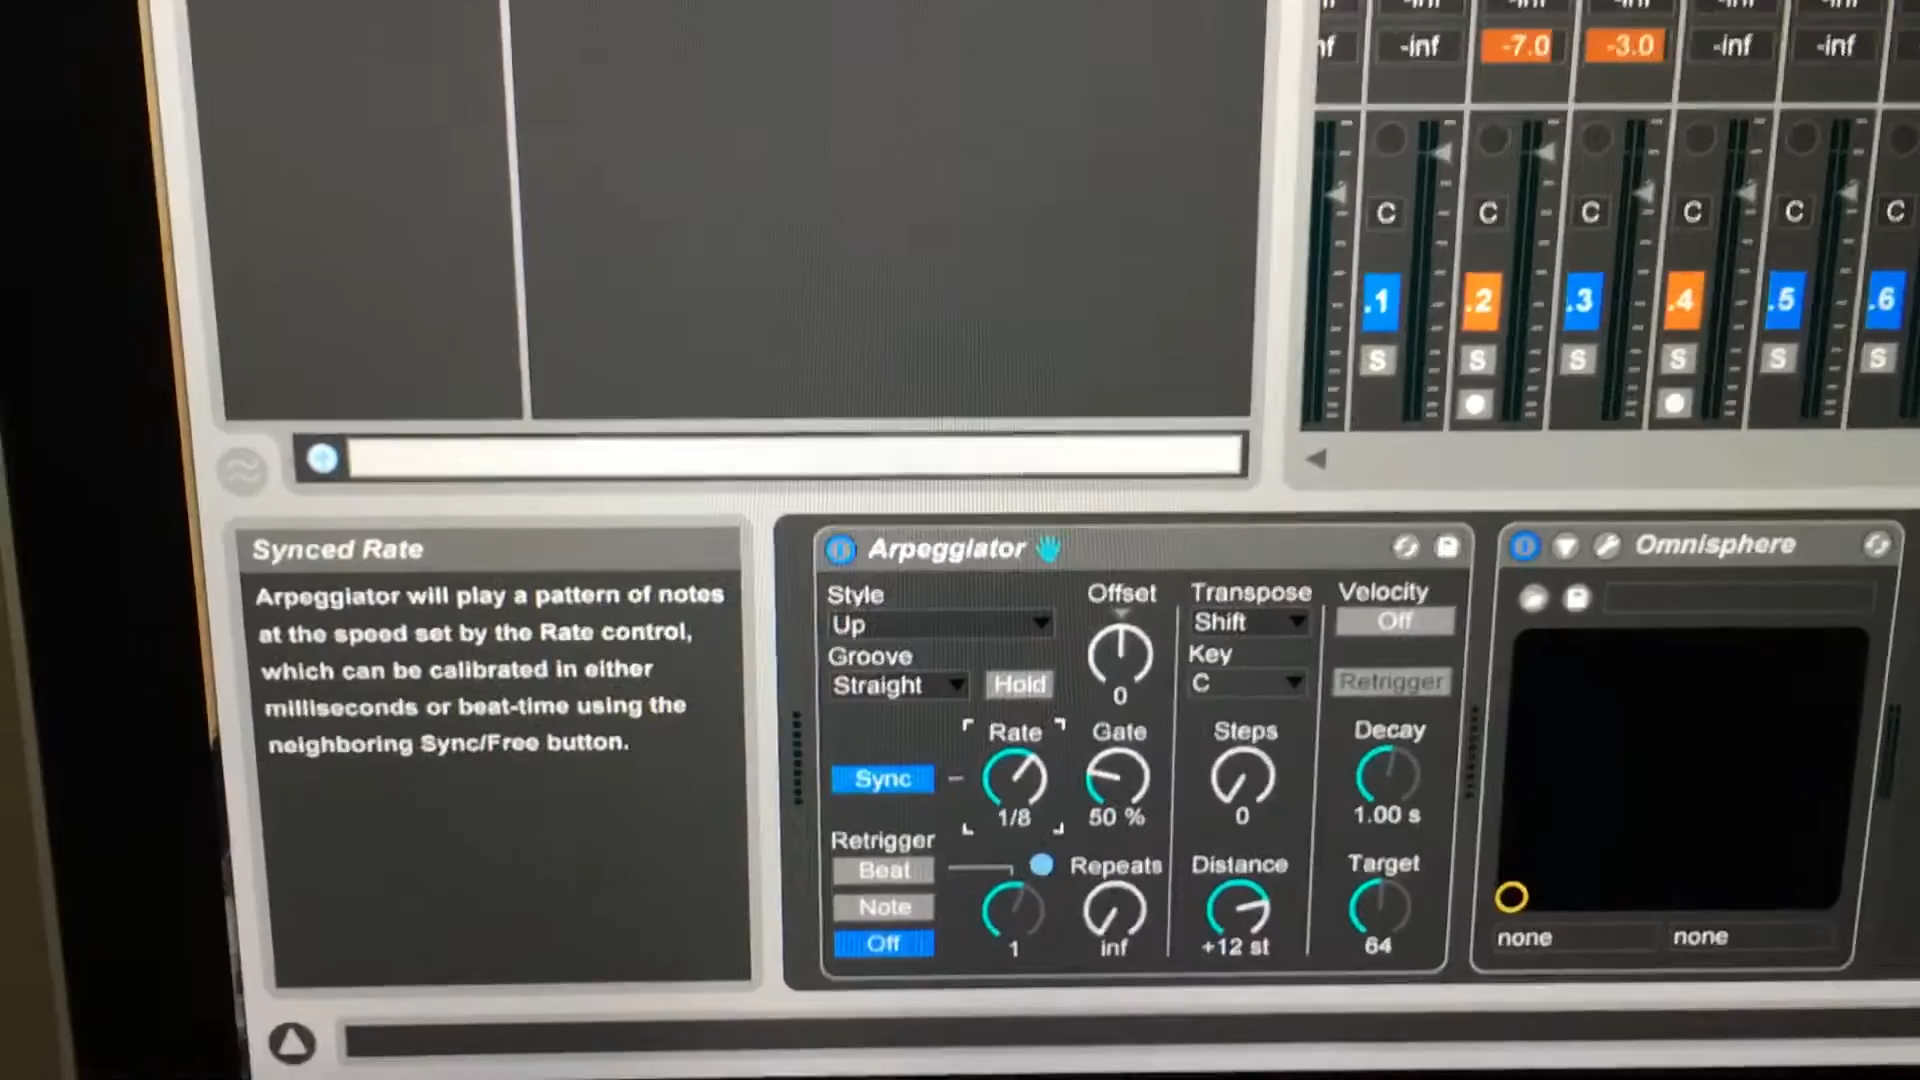 -inf
-7.0
-3.0
-inf
-inf
C
C
C
C
C
C
.1
.2
.3
.4
.5
.6
S
S
S
S
S
S
Synced Rate
Arpeggiator will play a pattern of notes
at the speed set by the Rate control,
which can be calibrated in either
milliseconds or beat-time using the
neighboring Sync/Free button.
Arpeggiator
Style
Up
Groove
Straight
Hold
Offset
0
Sync
Rate
1/8
Gate
50 %
Retrigger
Beat
Note
Off
1
Repeats
inf
Transpose
Shift
Key
C
Steps
0
Distance
+12 st
Velocity
Off
Retrigger
Decay
1.00 s
Target
64
Omnisphere
none
none